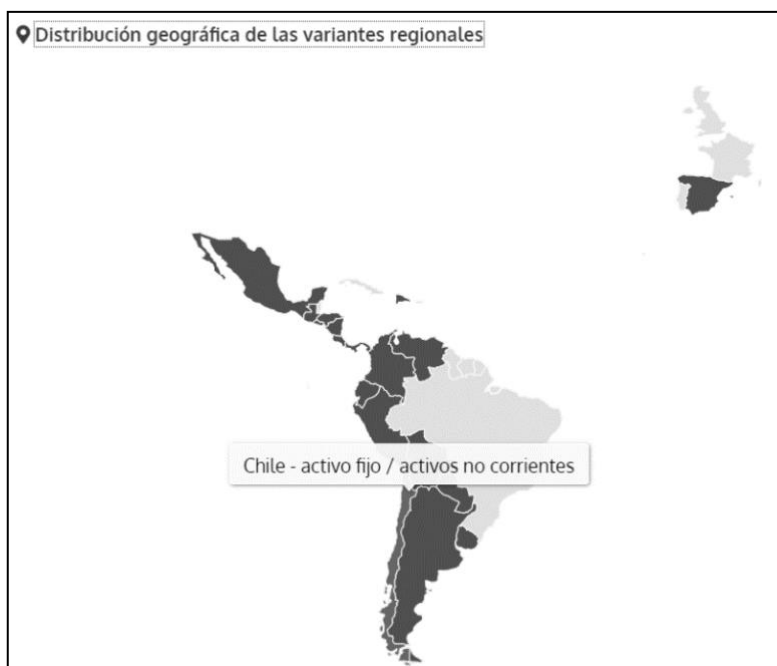 Distribución geográfica de las variantes regionales
Chile - activo fijo / activos no corrientes